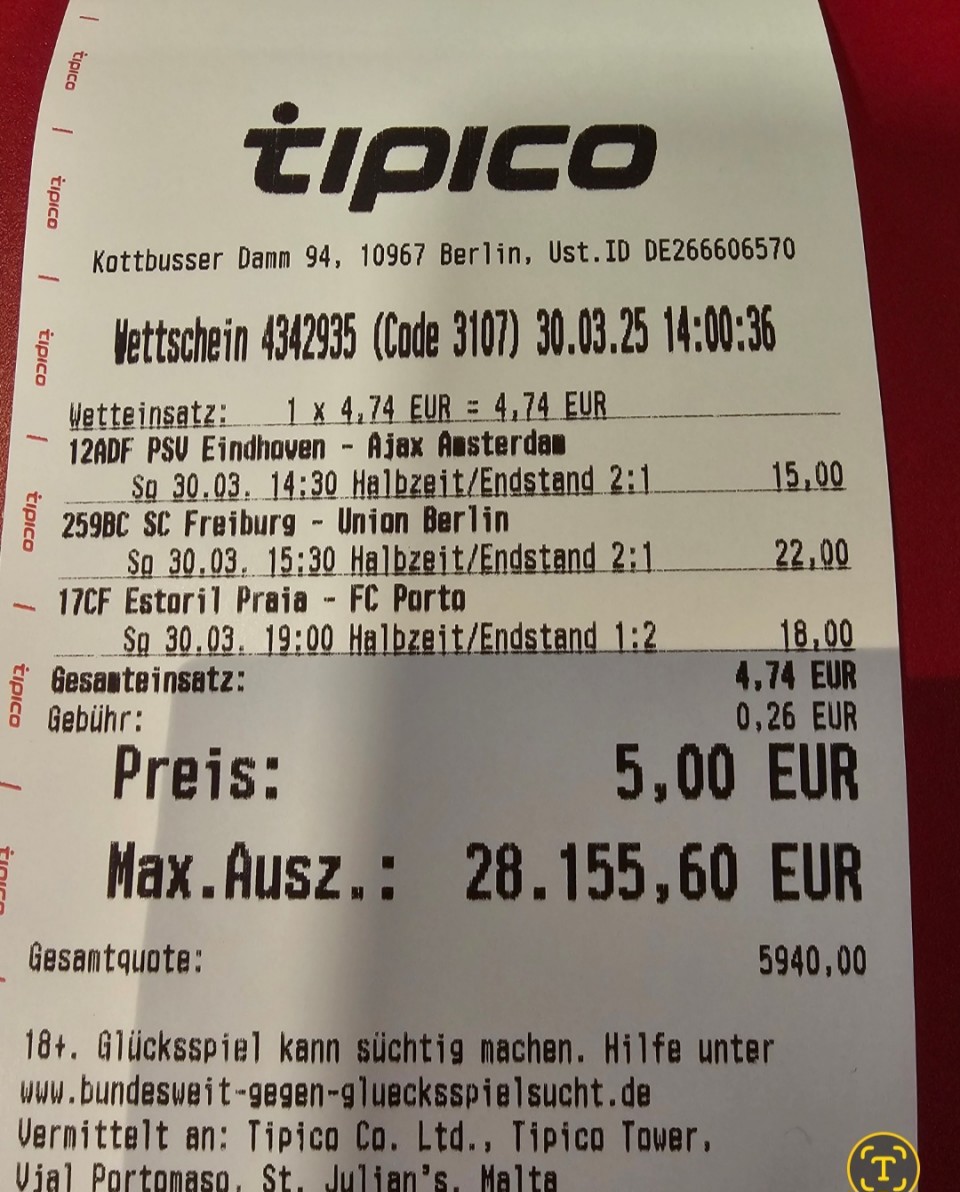 tipico
Kottbusser Damm 94, 10967 Berlin, Ust.ID DE266606570
Wettschein 4342935 (Code 3107) 30.03.25 14:00:36
Wetteinsatz: 1 x 4,74 EUR = 4,74 EUR
12ADF PSV Eindhoven - Ajax Amsterdam
So 30.03. 14:30 Halbzeit/Endstand 2:1 15,00
259BC SC Freiburg - Union Berlin
So 30.03. 15:30 Halbzeit/Endstand 2:1 22,00
17CF Estoril Praia - FC Porto
So 30.03. 19:00 Halbzeit/Endstand 1:2 18,00
Gesamteinsatz: 4,74 EUR
Gebühr: 0,26 EUR
Preis: 5,00 EUR
Max.Ausz.: 28.155,60 EUR
Gesamtquote: 5940,00
18+. Glücksspiel kann süchtig machen. Hilfe unter
www.bundesweit-gegen-gluecksspielsucht.de
Vermittelt an: Tipico Co. Ltd., Tipico Tower,
Vjal Portomaso, St. Julian's, Malta
tipico
tipico
tipico
tipico
tipico
tipico